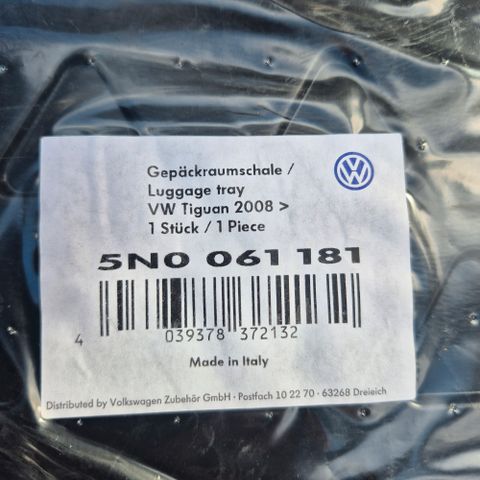 Gepäckraumschale /
Luggage tray
VW Tiguan 2008 >
1 Stück / 1 Piece
5N0 061 181
4 039378 372132
Made in Italy
Distributed by Volkswagen Zubehör GmbH · Postfach 10 22 70 · 63268 Dreieich